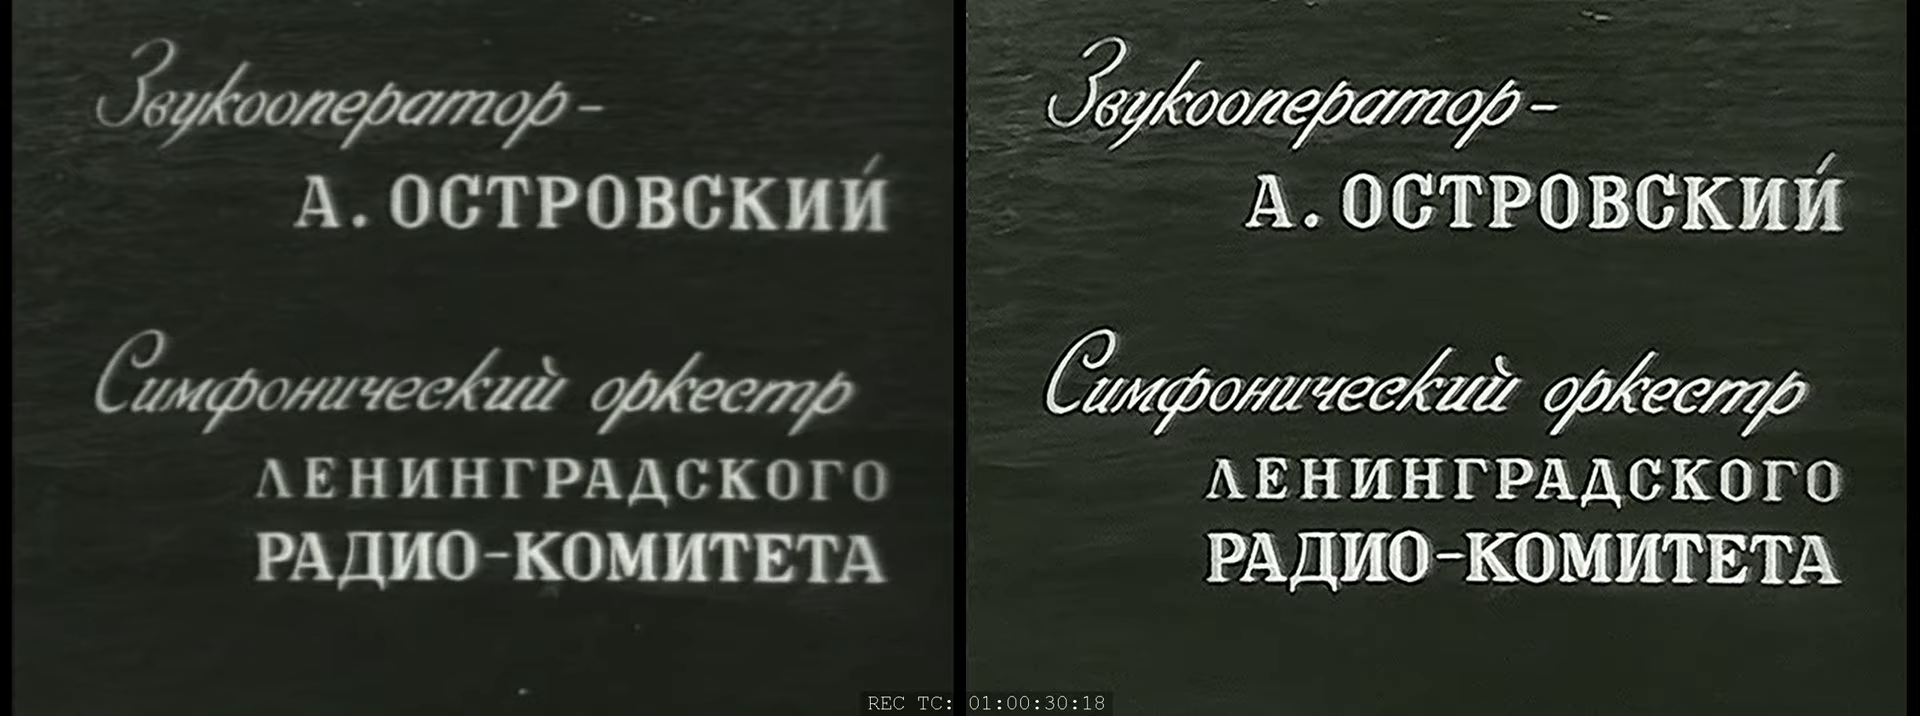 Звукооператор-
А. ОСТРОВСКИЙ
Симфонический оркестр
ЛЕНИНГРАДСКОГО
РАДИО-КОМИТЕТА
Звукооператор-
А. ОСТРОВСКИЙ
Симфонический оркестр
ЛЕНИНГРАДСКОГО
РАДИО-КОМИТЕТА
REC TC: 01:00:30:18